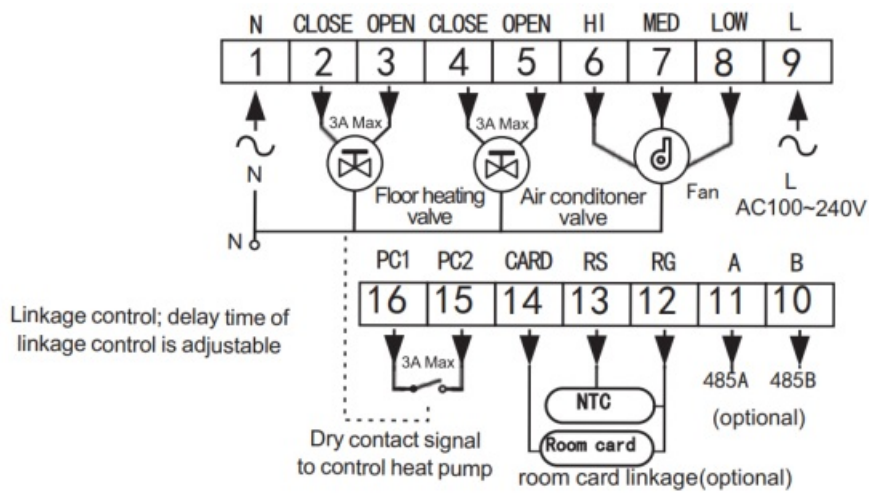 N CLOSE OPEN CLOSE OPEN HI MED LOW L
1 2 3 4 5 6 7 8 9
3A Max 3A Max
N
Floor heating
valve
Air conditoner
valve
Fan
L
AC100~240V
N
PC1 PC2 CARD RS RG A B
16 15 14 13 12 11 10
Linkage control; delay time of
linkage control is adjustable
3A Max
485A 485B
(optional)
NTC
Room card
Dry contact signal
to control heat pump
room card linkage(optional)